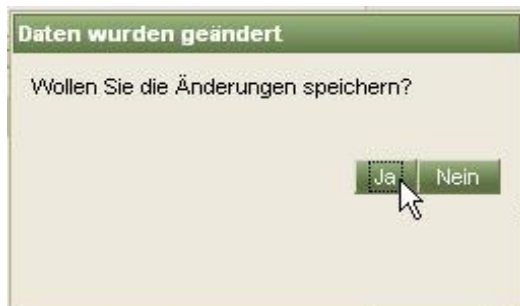 Daten wurden geändert
Wollen Sie die Änderungen speichern?
Ja Nein